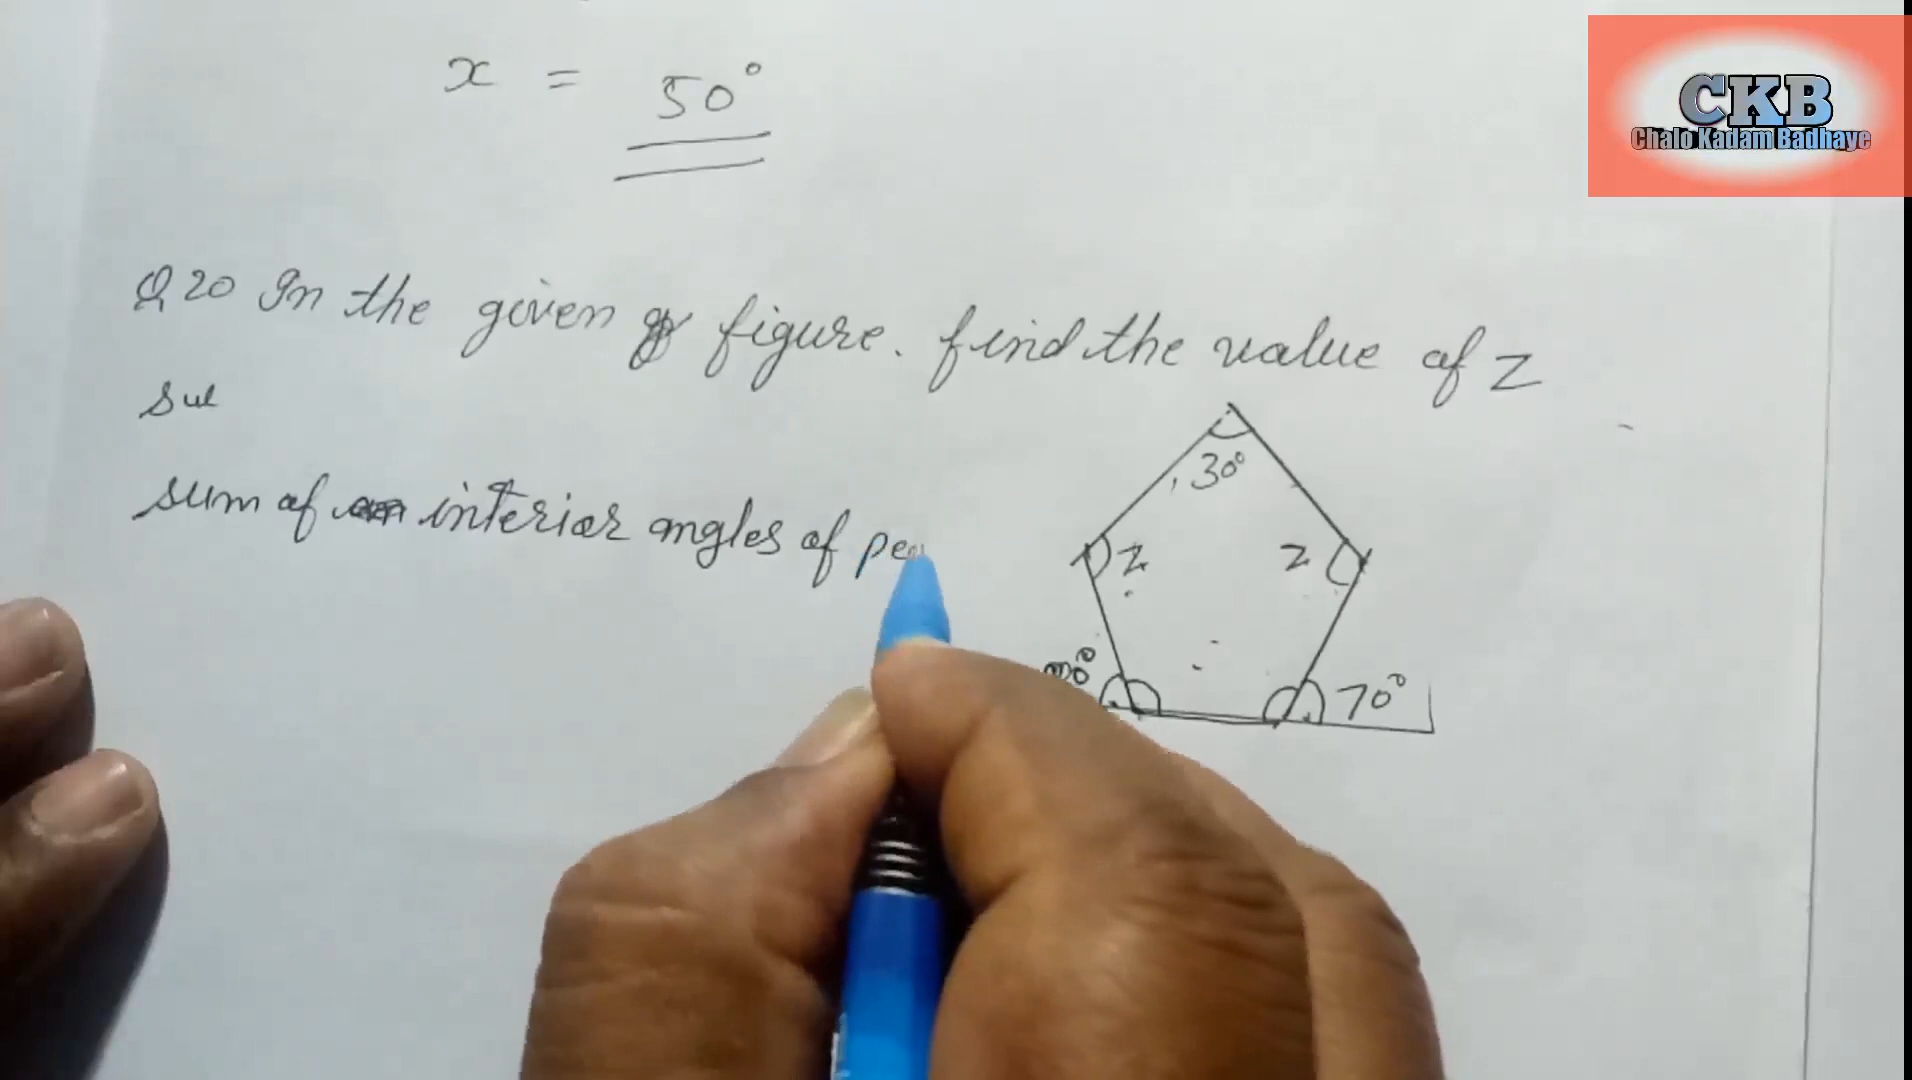 x = 50°
CKB
Chalo Kadam Badhaye
Q 20 In the given figure. find the value of z
sol
sum of interior angles of pe
30°
z z
70°